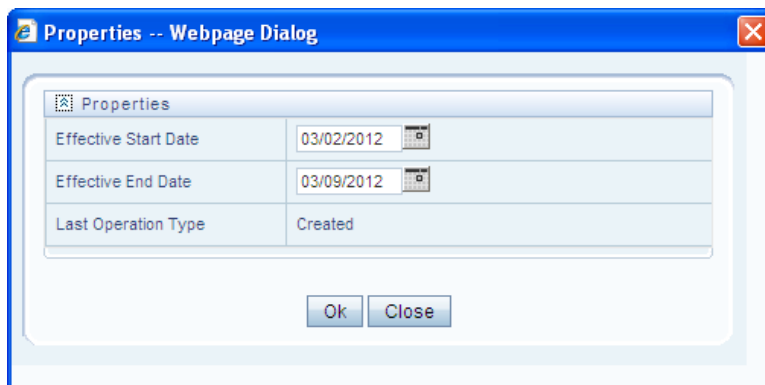 Properties -- Webpage Dialog
Properties
Effective Start Date 03/02/2012
Effective End Date 03/09/2012
Last Operation Type Created
Ok Close